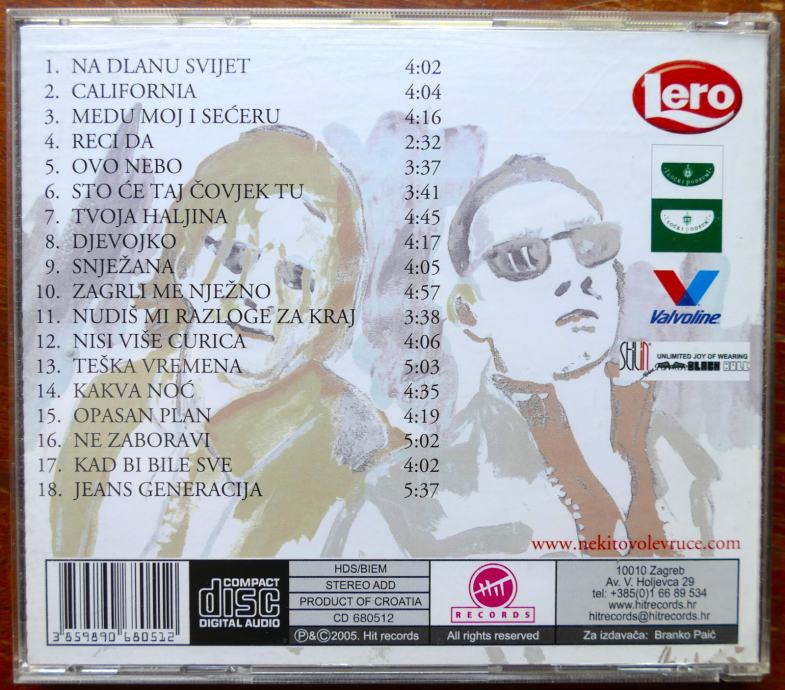 1. NA DLANU SVIJET 4:02
2. CALIFORNIA 4:04
3. MEDU MOJ I SEĆERU 4:16
4. RECI DA 2:32
5. OVO NEBO 3:37
6. STO ĆE TAJ ČOVJEK TU 3:41
7. TVOJA HALJINA 4:45
8. DJEVOJKO 4:17
9. SNJEŽANA 4:05
10. ZAGRLI ME NJEŽNO 4:57
11. NUDIŠ MI RAZLOGE ZA KRAJ 3:38
12. NISI VIŠE CURICA 4:06
13. TEŠKA VREMENA 5:03
14. KAKVA NOĆ 4:35
15. OPASAN PLAN 4:19
16. NE ZABORAVI 5:02
17. KAD BI BILE SVE 4:02
18. JEANS GENERACIJA 5:37
Lero
Valvoline
UNLIMITED JOY OF WEARING
BLACK BULL
www.nekitovolevruce.com
3 859890 680512
COMPACT
disc
DIGITAL AUDIO
HDS/BIEM
STEREO ADD
PRODUCT OF CROATIA
CD 680512
Ⓟ&©2005. Hit records
HIT
RECORDS
All rights reserved
10010 Zagreb
Av. V. Holjevca 29
tel: +385(0)1 66 89 534
www.hitrecords.hr
hitrecords@hitrecords.hr
Za izdavača: Branko Paić